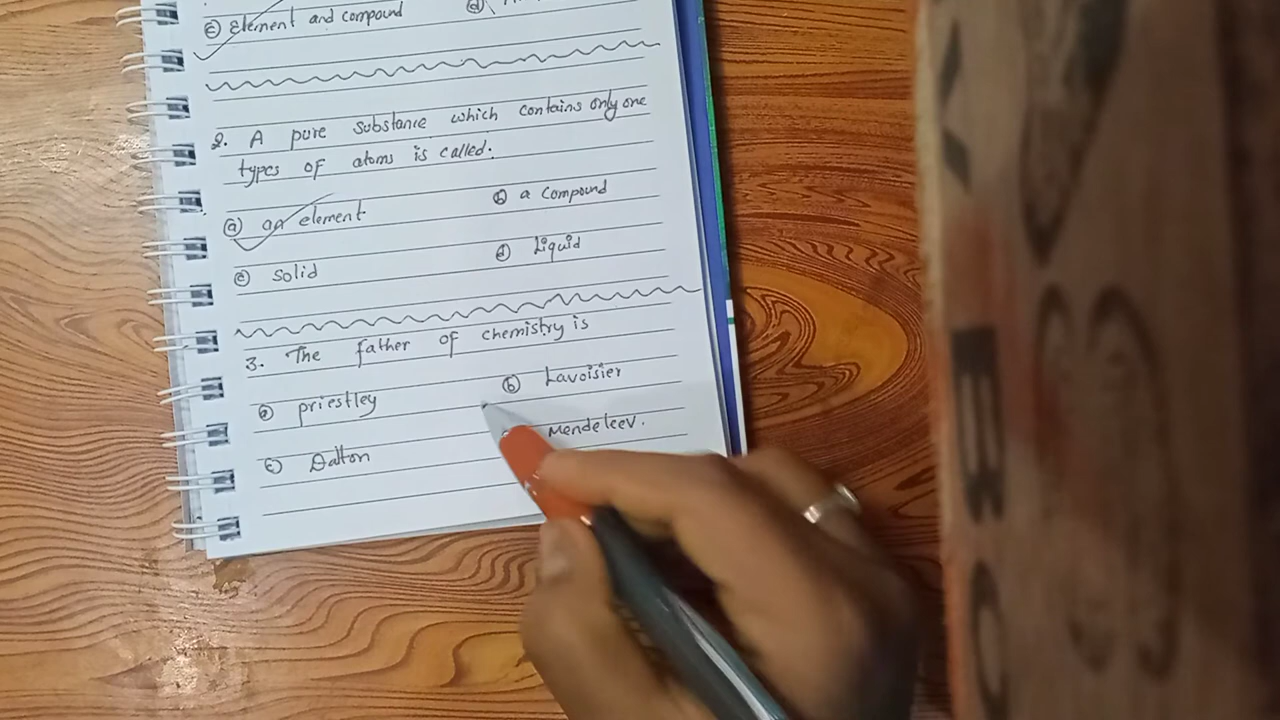 ⓒ Element and compound ⓓ
2. A pure substance which contains only one
types of atoms is called.
ⓐ an element ⓑ a compound
ⓒ solid ⓓ Liquid
3. The father of chemistry is
ⓐ priestley ⓑ Lavoisier
ⓒ Dalton Mendeleev.